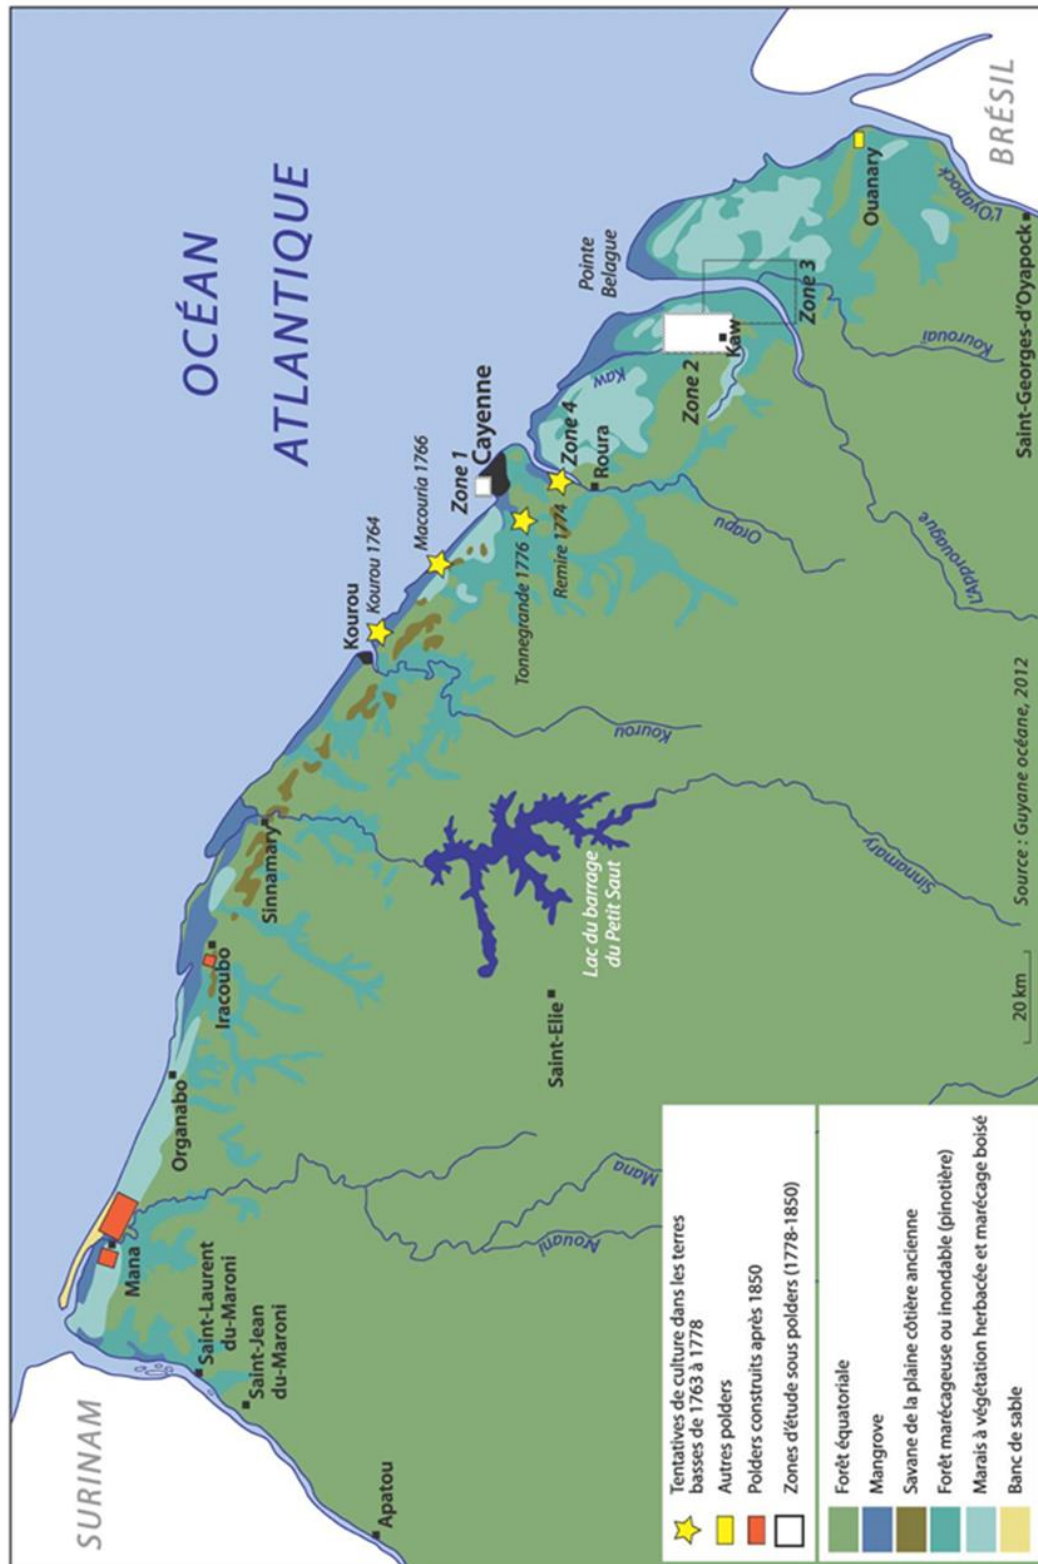 SURINAM
OCÉAN
ATLANTIQUE
BRÉSIL
Apatou
Saint-Jean
du-Maroni
Saint-Laurent
du-Maroni
Mana
Organabo
Iracoubo
Sinnamary
Kourou
Kourou 1764
Macouria 1766
Zone 1
Cayenne
Tonnegrande 1776
Remire 1774
Zone 4
Roura
Kaw
Zone 2
Kaw
Pointe
Belague
Zone 3
Ouanary
L'Oyapock
Saint-Georges-d'Oyapock
Kourouaï
L'Approuague
Orapu
Kourou
Sinnamary
Lac du barrage
du Petit Saut
Saint-Elie
Mana
Arouani
Tentatives de culture dans les terres
basses de 1763 à 1778
Autres polders
Polders construits après 1850
Zones d'étude sous polders (1778-1850)
Forêt équatoriale
Mangrove
Savane de la plaine côtière ancienne
Forêt marécageuse ou inondable (pinotière)
Marais à végétation herbacée et marécage boisé
Banc de sable
20 km
Source : Guyane océane, 2012